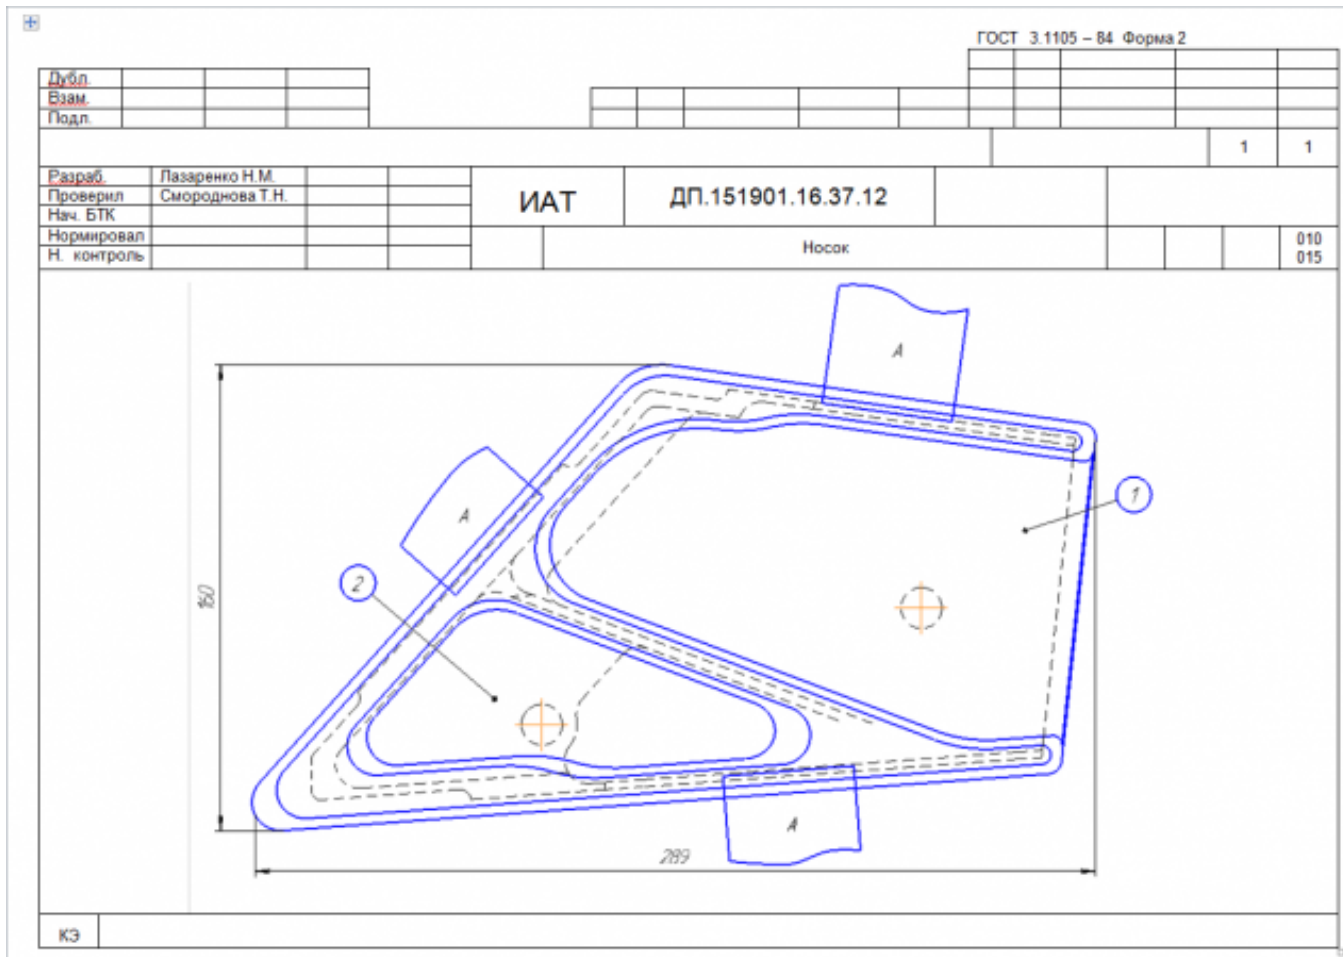 ГОСТ 3.1105 – 84 Форма 2
Дубл.
Взам.
Подл.
1 1
Разраб. Лазаренко Н.М.
Проверил Смороднова Т.Н.
Нач. БТК
ИАТ ДП.151901.16.37.12
Нормировал
Н. контроль
Носок
010
015
А
А
1
2
160
А
289
КЭ